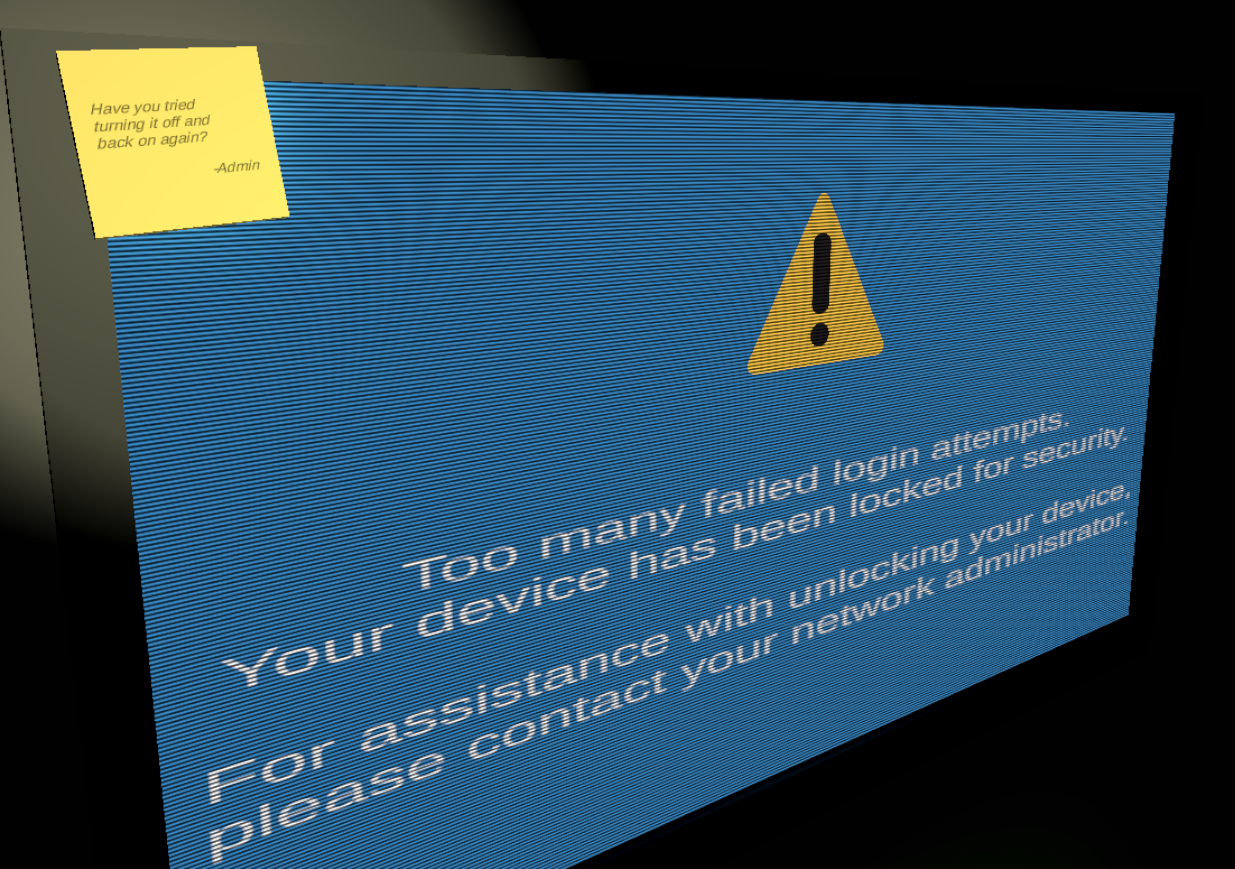 Have you tried
turning it off and
back on again?
-Admin
Too many failed login attempts.
Your device has been locked for security.
For assistance with unlocking your device,
please contact your network administrator.